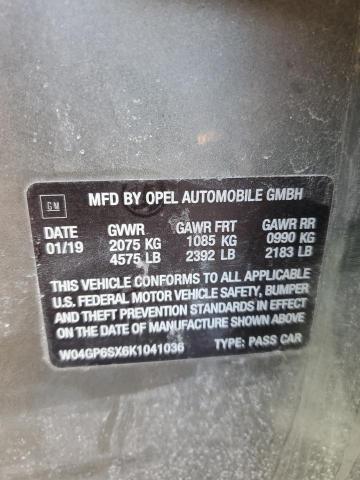 GM MFD BY OPEL AUTOMOBILE GMBH
DATE GVWR GAWR FRT GAWR RR
01/19 2075 KG 1085 KG 0990 KG
4575 LB 2392 LB 2183 LB
THIS VEHICLE CONFORMS TO ALL APPLICABLE
U.S. FEDERAL MOTOR VEHICLE SAFETY, BUMPER
AND THEFT PREVENTION STANDARDS IN EFFECT
ON THE DATE OF MANUFACTURE SHOWN ABOVE.
W04GP6SX6K1041036 TYPE: PASS CAR